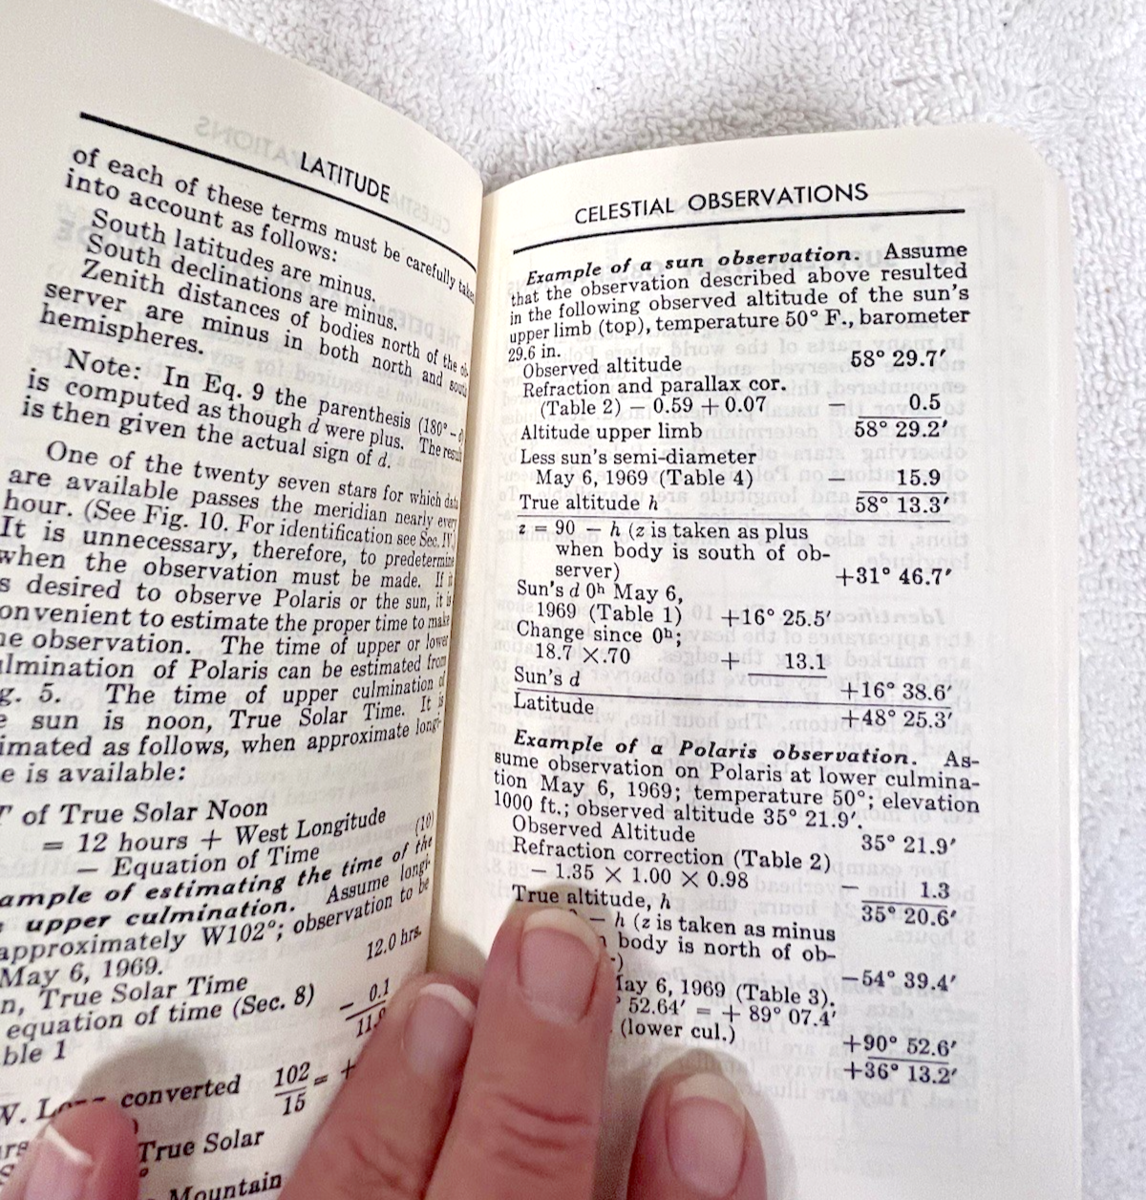 LATITUDE
of each of these terms must be carefully
into account as follows:
South latitudes are minus.
South declinations are minus.
Zenith distances of bodies north of the ob-
server are minus in both north and south
hemispheres.
Note: In Eq. 9 the parenthesis (180° –
is computed as though d were plus. The result
is then given the actual sign of d.
One of the twenty seven stars for which data
are available passes the meridian nearly every
hour. (See Fig. 10. For identification see Sec. IV.)
It is unnecessary, therefore, to predetermine
when the observation must be made. If it
desired to observe Polaris or the sun, it is
convenient to estimate the proper time to make
observation. The time of upper or lower
culmination of Polaris can be estimated from
5. The time of upper culmination of
sun is noon, True Solar Time. It is
as follows, when approximate
is available:
of True Solar Noon
= 12 hours + West Longitude
– Equation of Time (10)
of estimating the time of the
upper culmination. Assume
approximately W102°; observation to be
May 6, 1969.
True Solar Time 12.0 hrs.
equation of time (Sec. 8) – 0.1
1
W. converted 102/15 = +
True Solar
Mountain
CELESTIAL OBSERVATIONS
Example of a sun observation. Assume
that the observation described above resulted
in the following observed altitude of the sun's
upper limb (top), temperature 50° F., barometer
29.6 in.
Observed altitude 58° 29.7′
Refraction and parallax cor.
(Table 2) – 0.59 + 0.07 0.5
Altitude upper limb 58° 29.2′
Less sun's semi-diameter
May 6, 1969 (Table 4) – 15.9
True altitude h 58° 13.3′
z = 90 – h (z is taken as plus
when body is south of ob-
server) +31° 46.7′
Sun's d 0ʰ May 6,
1969 (Table 1) +16° 25.5′
Change since 0ʰ;
18.7 × .70 + 13.1
Sun's d +16° 38.6′
Latitude +48° 25.3′
Example of a Polaris observation. As-
sume observation on Polaris at lower culmina-
tion May 6, 1969; temperature 50°; elevation
1000 ft.; observed altitude 35° 21.9′.
Observed Altitude 35° 21.9′
Refraction correction (Table 2)
– 1.35 × 1.00 × 0.98 – 1.3
True altitude, h 35° 20.6′
– h (z is taken as minus
body is north of ob-
–54° 39.4′
May 6, 1969 (Table 3).
52.64′ = + 89° 07.4′
(lower cul.) +90° 52.6′
+36° 13.2′